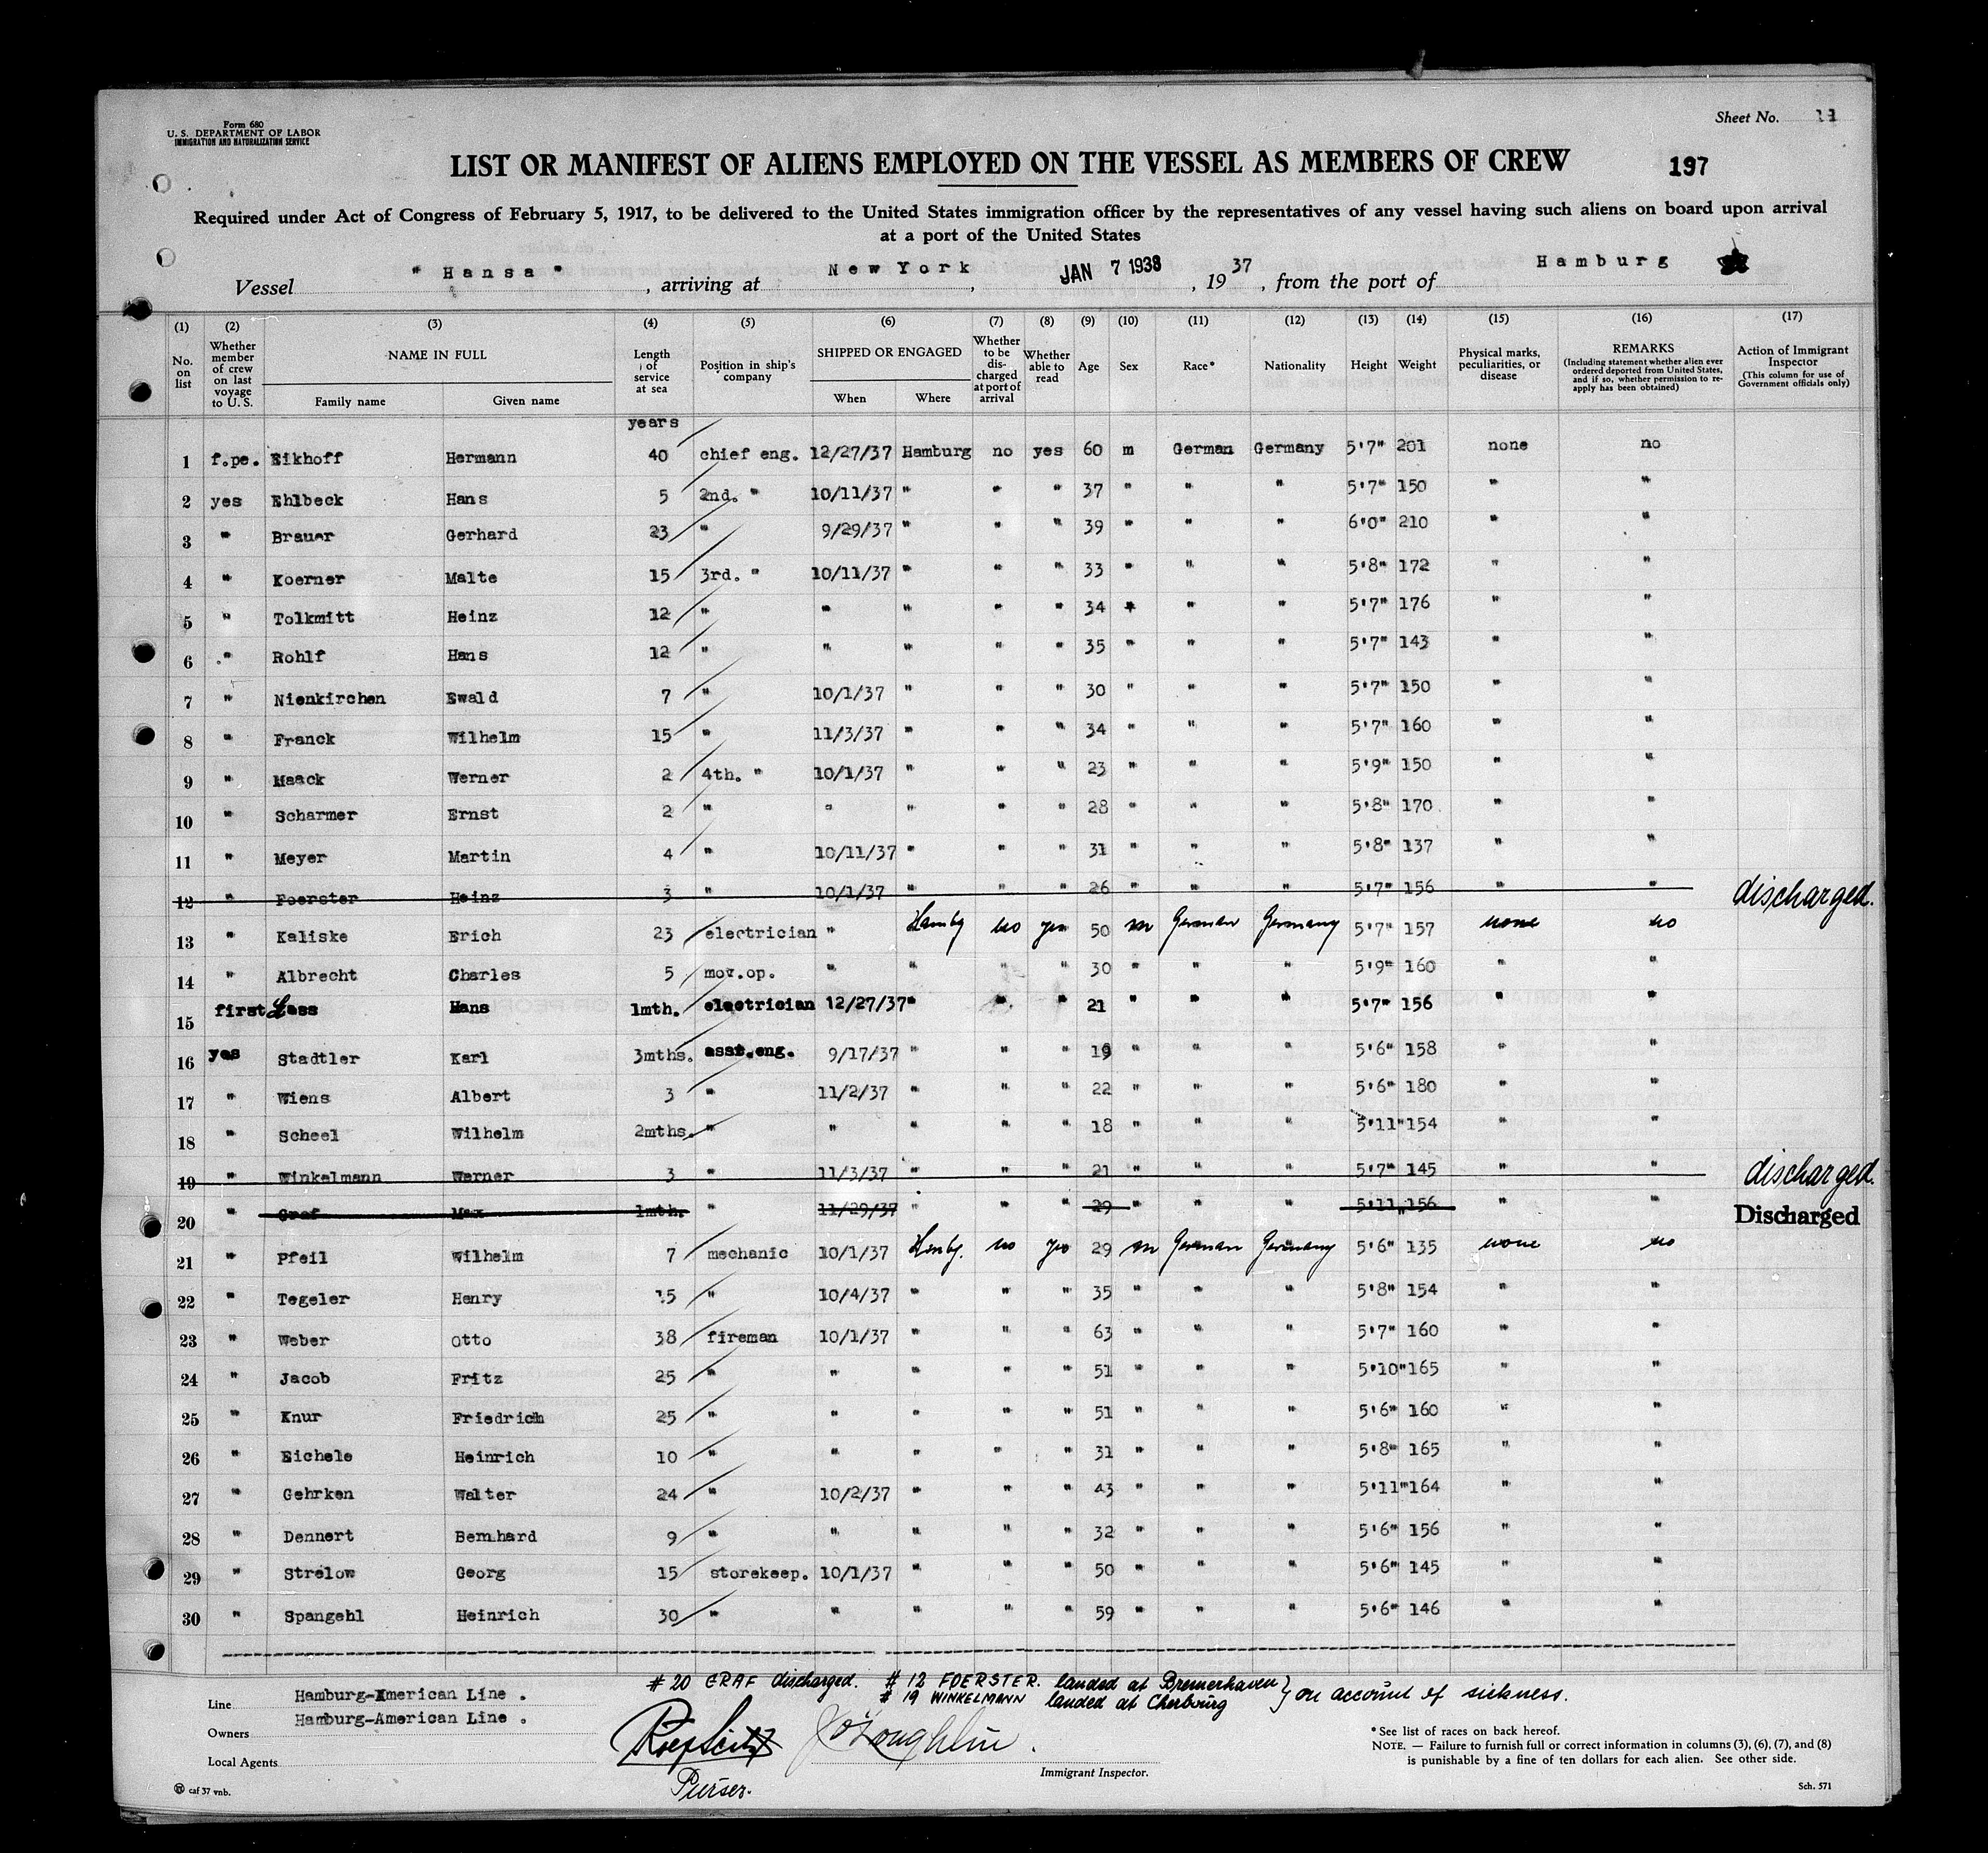 Form 680
U. S. DEPARTMENT OF LABOR
IMMIGRATION AND NATURALIZATION SERVICE
Sheet No.
LIST OR MANIFEST OF ALIENS EMPLOYED ON THE VESSEL AS MEMBERS OF CREW 197
Required under Act of Congress of February 5, 1917, to be delivered to the United States immigration officer by the representatives of any vessel having such aliens on board upon arrival
at a port of the United States
Vessel " Hansa " , arriving at New York , JAN 7 1938 , 19 37 , from the port of Hamburg
(1) (2) (3) (4) (5) (6) (7) (8) (9) (10) (11) (12) (13) (14) (15) (16) (17)
No. on list Whether member of crew on last voyage to U. S. NAME IN FULL Family name Given name Length of service at sea Position in ship's company SHIPPED OR ENGAGED When Where Whether to be discharged at port of arrival Whether able to read Age Sex Race* Nationality Height Weight Physical marks, peculiarities, or disease REMARKS (Including statement whether alien ever ordered deported from United States, and if so, whether permission to reapply has been obtained) Action of Immigrant Inspector (This column for use of Government officials only)
years
1 f.pe. Eikhoff Hermann 40 chief eng. 12/27/37 Hamburg no yes 60 m German Germany 5'7" 201 none no
2 yes Ehlbeck Hans 5 2nd. " 10/11/37 " " " 37 " " " 5'7" 150 " "
3 " Brauer Gerhard 23 " 9/29/37 " " " 39 " " " 6'0" 210 " "
4 " Koerner Malte 15 3rd. " 10/11/37 " " " 33 " " " 5'8" 172 " "
5 " Tolkmitt Heinz 12 " " " " " 34 " " " 5'7" 176 " "
6 " Rohlf Hans 12 " " " " " 35 " " " 5'7" 143 " "
7 " Nienkirchen Ewald 7 " 10/1/37 " " " 30 " " " 5'7" 150 " "
8 " Franck Wilhelm 15 " 11/3/37 " " " 34 " " " 5'7" 160 " "
9 " Maack Werner 2 4th. " 10/1/37 " " " 23 " " " 5'9" 150 " "
10 " Scharmer Ernst 2 " " " " " 28 " " " 5'8" 170 " "
11 " Meyer Martin 4 " 10/11/37 " " " 31 " " " 5'8" 137 " "
12 " Foerster Heinz 3 " 10/1/37 " " " 26 " " " 5'7" 156 " " discharged.
13 " Kaliske Erich 23 electrician " Hamby no yes 50 m German Germany 5'7" 157 none no
14 " Albrecht Charles 5 mov.op. " " " " 30 " " " 5'9" 160 " "
15 first Less Hans 1mth. electrician 12/27/37 " " " 21 " " " 5'7" 156 " "
16 yes Stadtler Karl 3mths. asst.eng. 9/17/37 " " " 19 " " " 5'6" 158 " "
17 " Wiens Albert 3 " 11/2/37 " " " 22 " " " 5'6" 180 " "
18 " Scheel Wilhelm 2mths. " " " " " 18 " " " 5'11" 154 " "
19 " Winkelmann Werner 3 " 11/3/37 " " " 21 " " " 5'7" 145 " " discharged.
20 " Graf Max 1mth. " 11/29/37 " " " 29 " " " 5'11" 156 " " Discharged
21 " Pfeil Wilhelm 7 mechanic 10/1/37 Hmby. no yes 29 m German Germany 5'6" 135 none no
22 " Tegeler Henry 15 " 10/4/37 " " " 35 " " " 5'8" 154 " "
23 " Weber Otto 38 fireman 10/1/37 " " " 63 " " " 5'7" 160 " "
24 " Jacob Fritz 25 " " " " " 51 " " " 5'10" 165 " "
25 " Knur Friedrich 25 " " " " " 51 " " " 5'6" 160 " "
26 " Eichele Heinrich 10 " " " " " 31 " " " 5'8" 165 " "
27 " Gehrken Walter 24 " 10/2/37 " " " 43 " " " 5'11" 164 " "
28 " Dennert Bernhard 9 " " " " " 32 " " " 5'6" 156 " "
29 " Strelow Georg 15 storekeep. 10/1/37 " " " 50 " " " 5'6" 145 " "
30 " Spangehl Heinrich 30 " " " " " 59 " " " 5'6" 146 " "
# 20 GRAF discharged. # 12 FOERSTER. landed at Bremerhaven } on account of sickness.
# 19 WINKELMANN landed at Cherbourg
Line Hamburg-American Line .
Owners Hamburg-American Line .
Local Agents
J O'Loughlin .
Purser.
Immigrant Inspector.
* See list of races on back hereof.
NOTE. — Failure to furnish full or correct information in columns (3), (6), (7), and (8)
is punishable by a fine of ten dollars for each alien. See other side.
caf 37 vnb.
Sch. 571